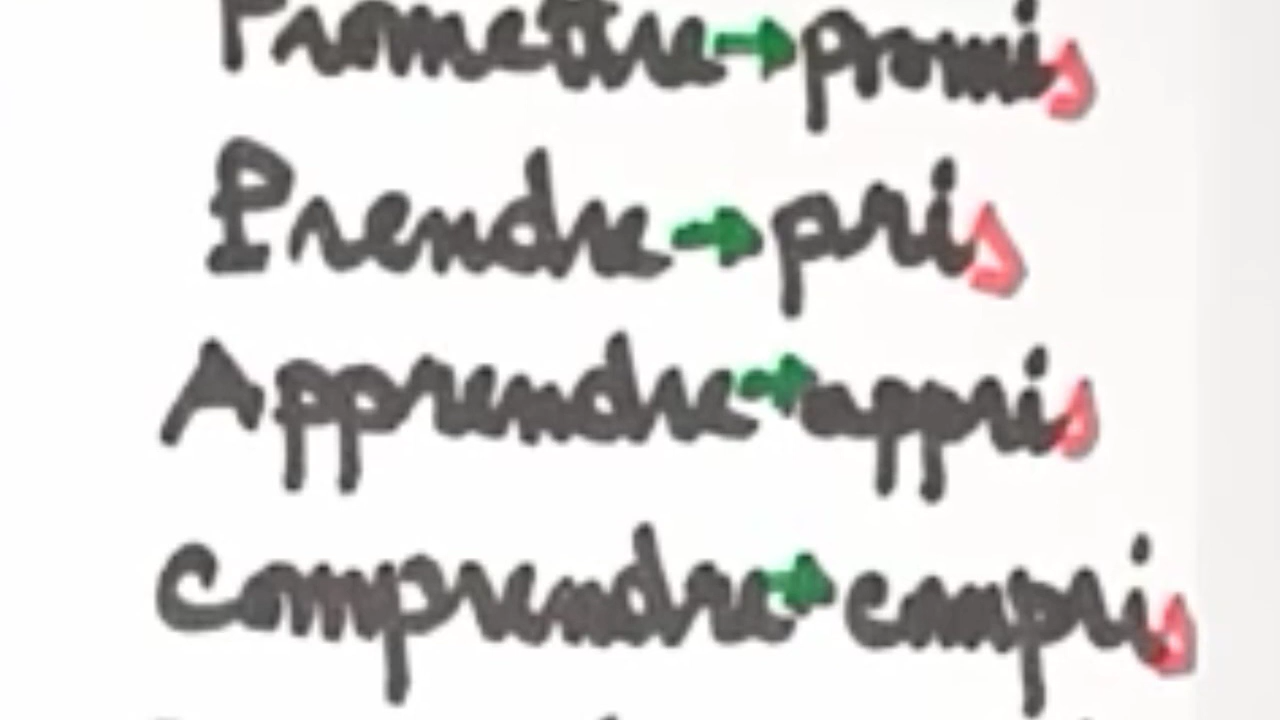 Promettre → promis
Prendre → pris
Apprendre → appris
Comprendre → compris